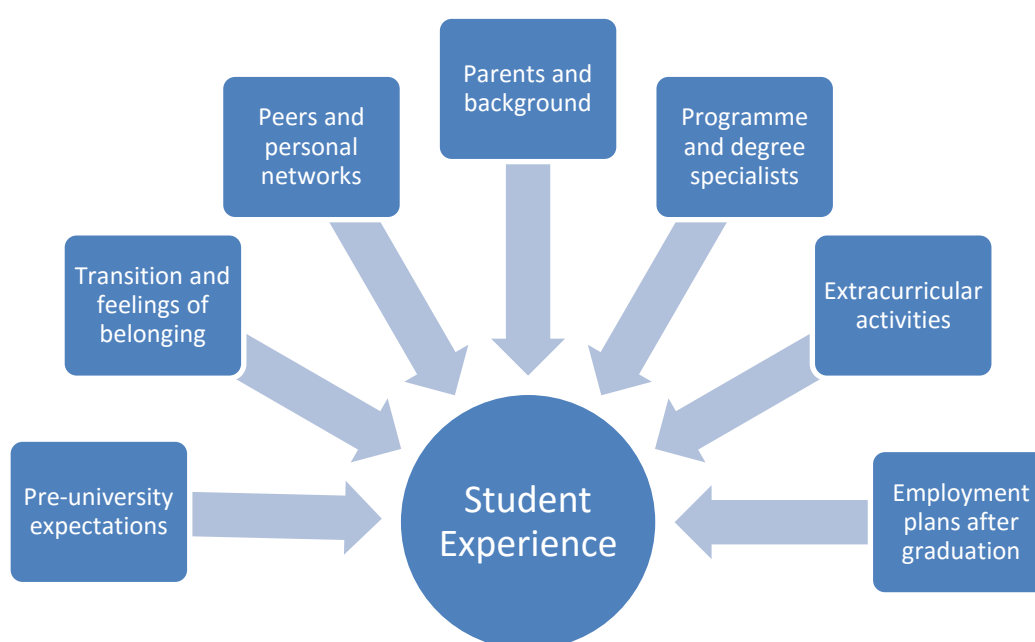 Parents and
background
Peers and
personal
networks
Programme
and degree
specialists
Transition and
feelings of
belonging
Extracurricular
activities
Pre-university
expectations
Student
Experience
Employment
plans after
graduation